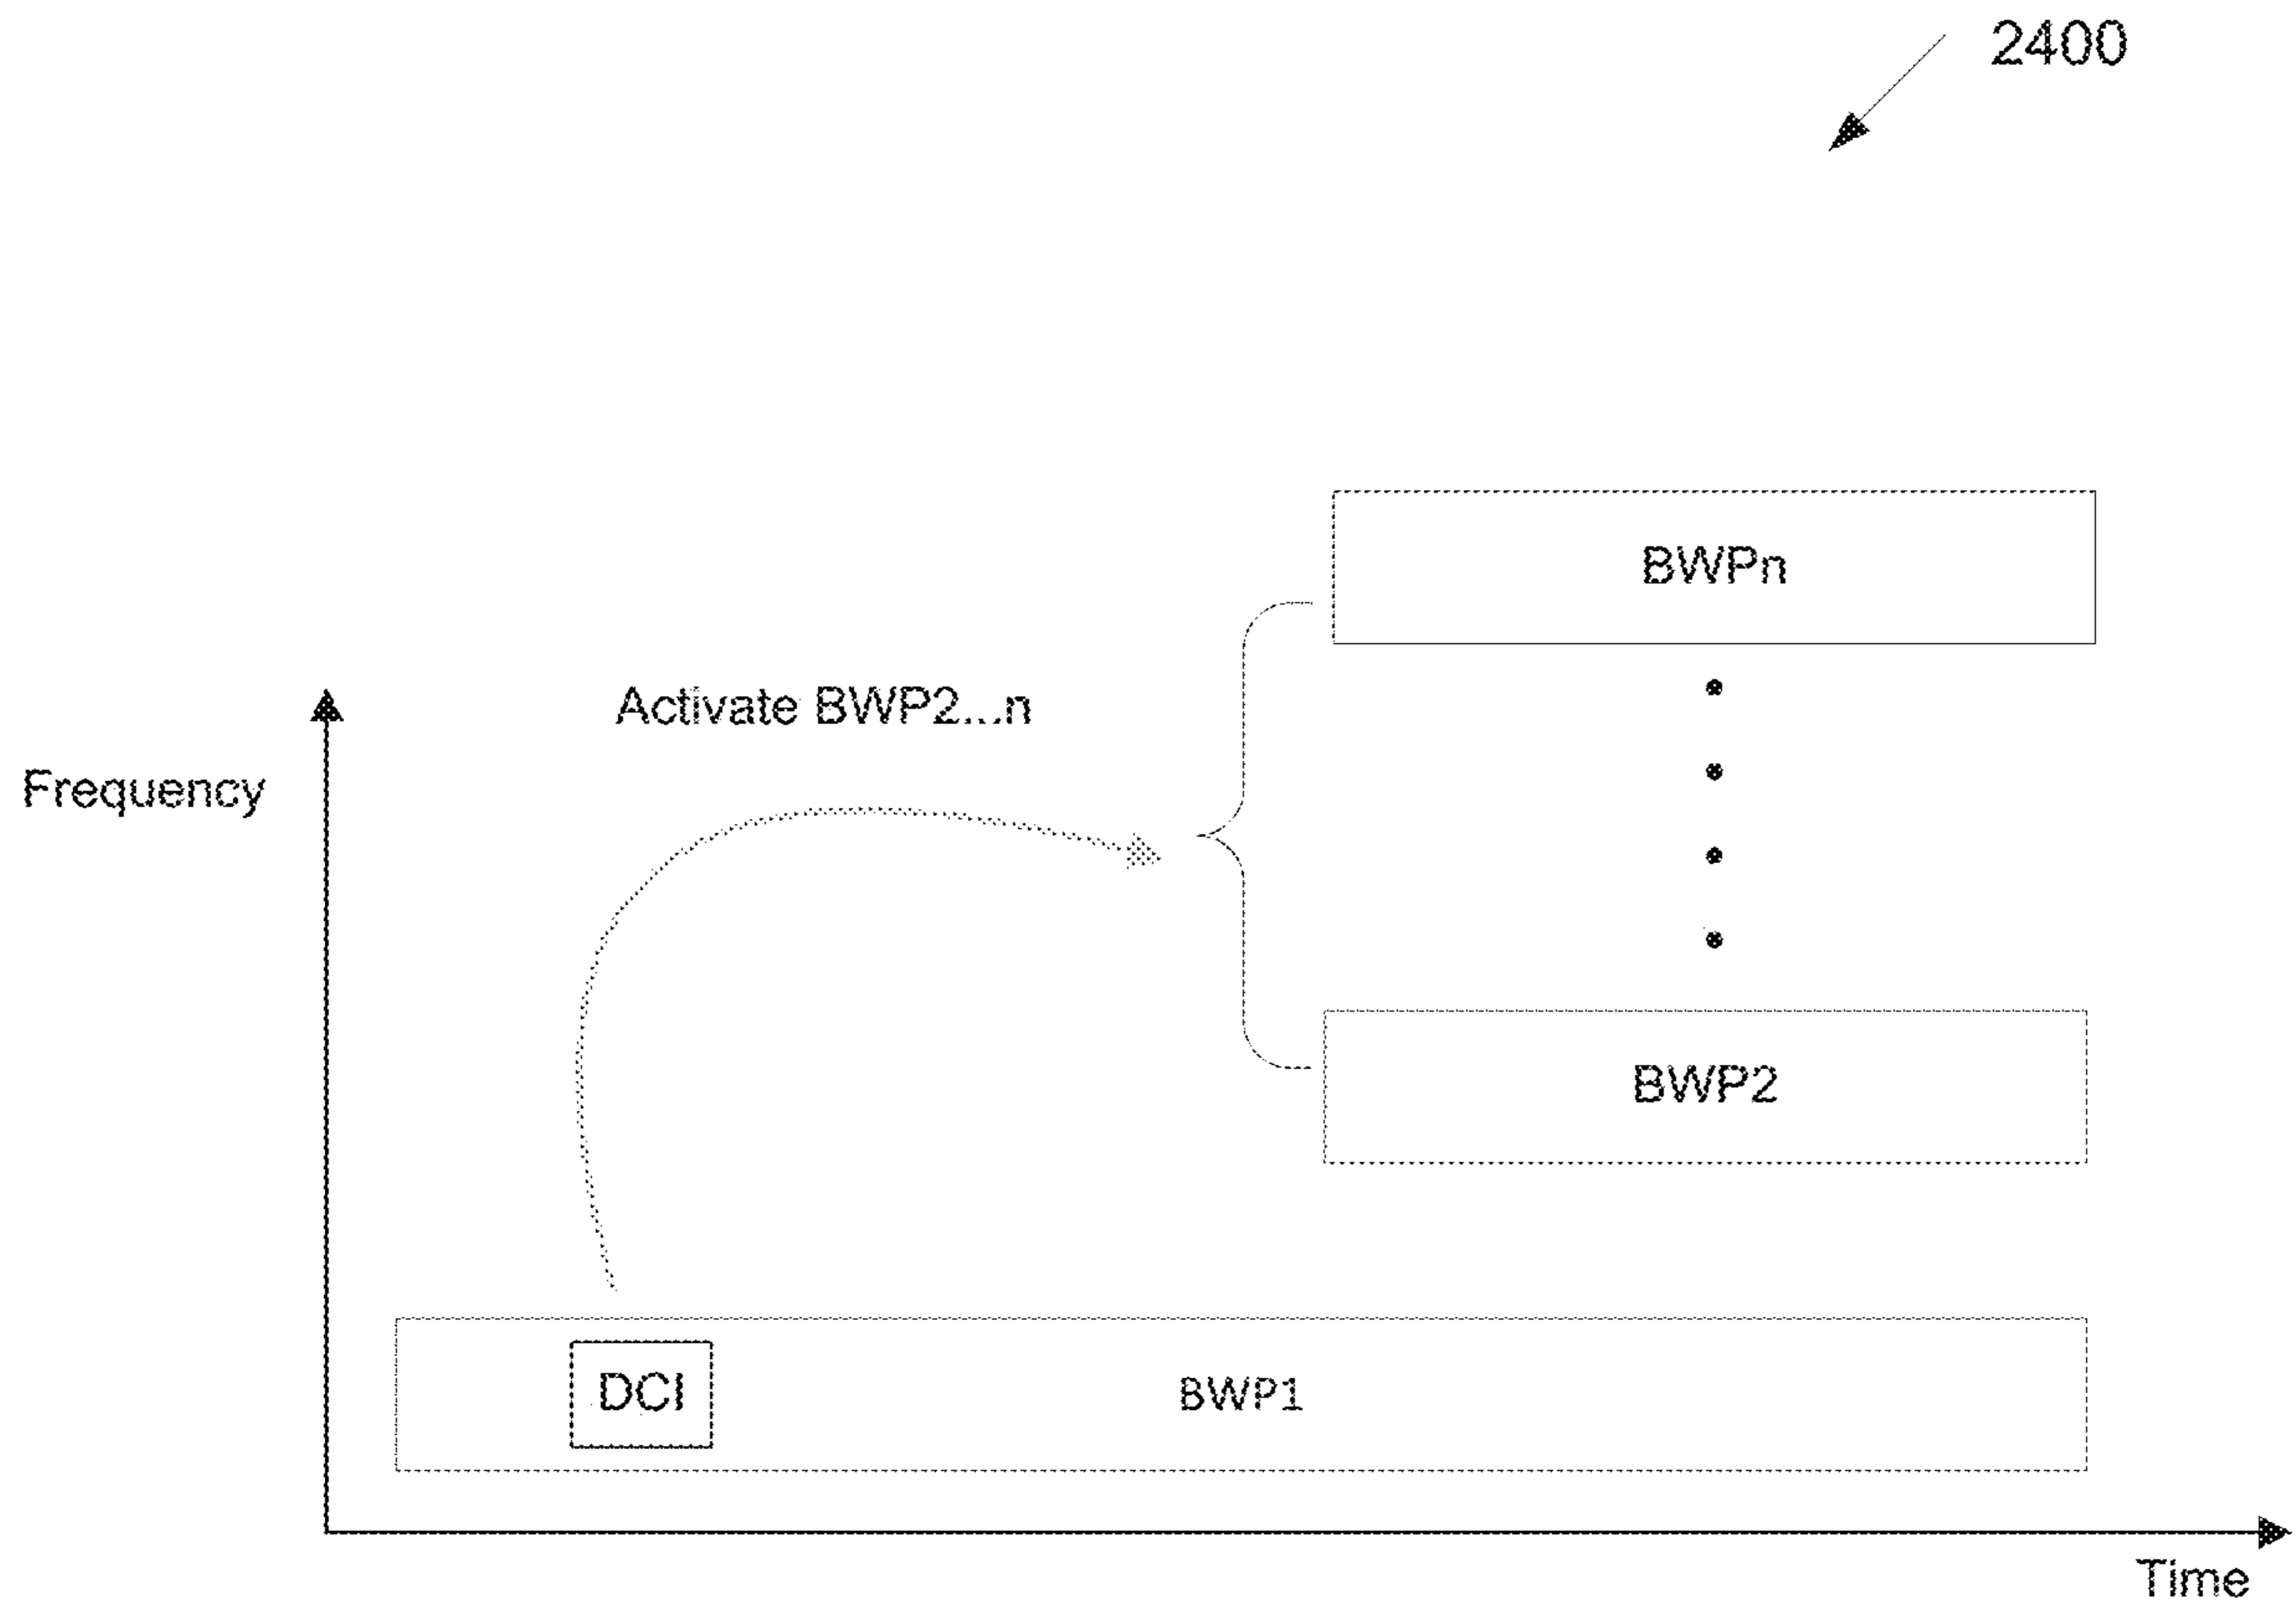 2400
BWPn
Activate BWP2...n
Frequency
BWP2
DCI
BWP1
Time